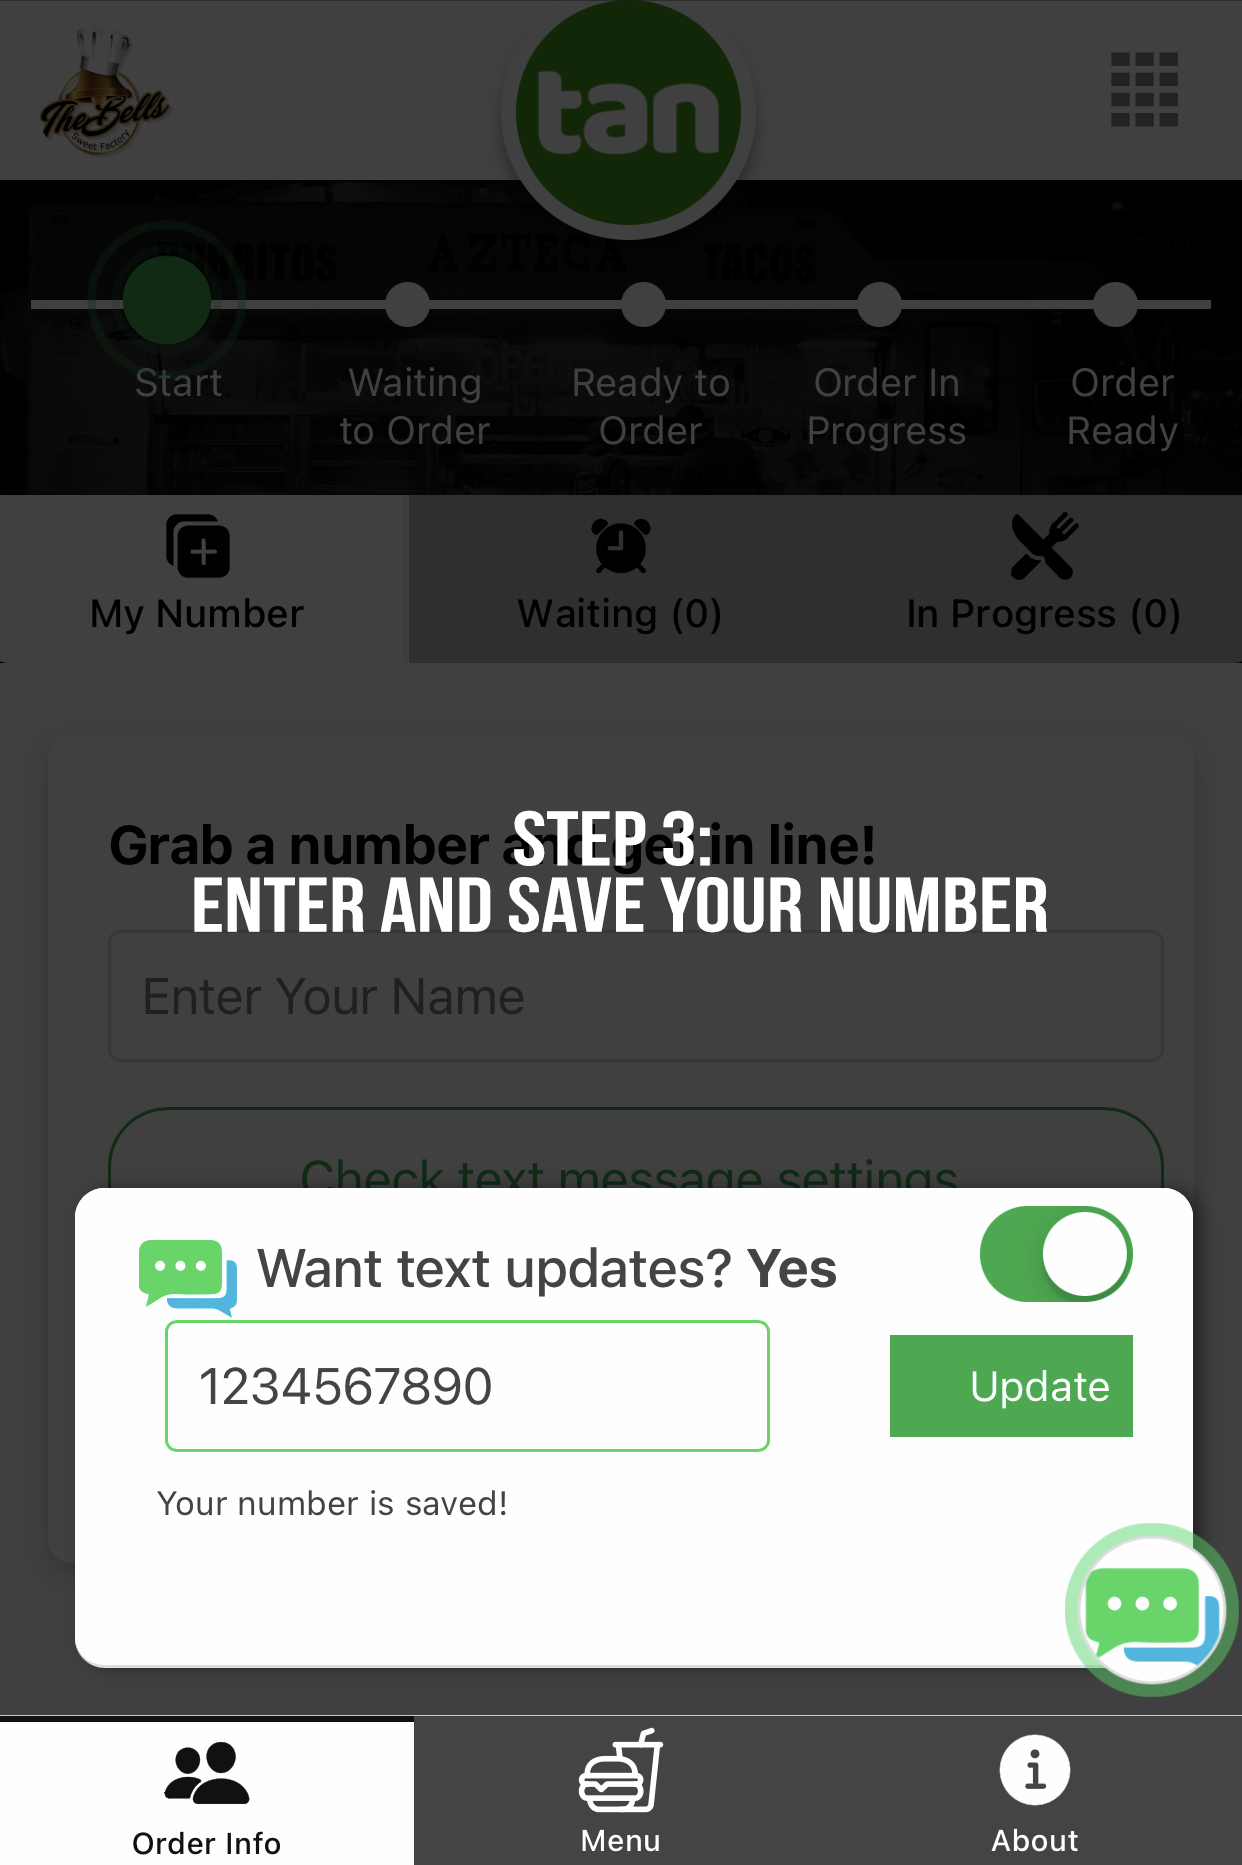 The Bells
Sweet Factory
tan
BURRITOS AZTECA TACOS
OPEN
Start
Waiting
to Order
Ready to
Order
Order In
Progress
Order
Ready
My Number
Waiting (0)
In Progress (0)
Grab a number and get in line!
STEP 3:
ENTER AND SAVE YOUR NUMBER
Enter Your Name
Check text message settings
Want text updates? Yes
1234567890
Update
Your number is saved!
Order Info
Menu
About